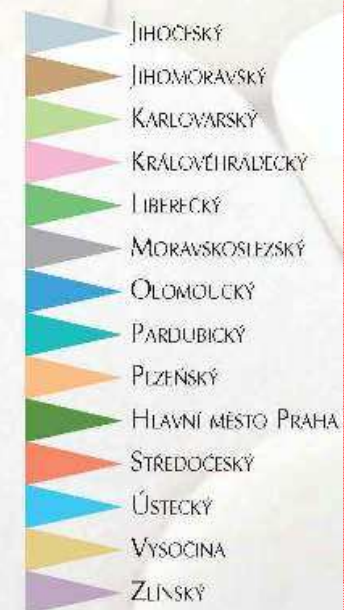 Jihočeský
Jihomoravský
Karlovarský
Královéhradecký
Liberecký
Moravskoslezský
Olomoucký
Pardubický
Plzeňský
Hlavní město Praha
Středočeský
Ústecký
Vysočina
Zlínský